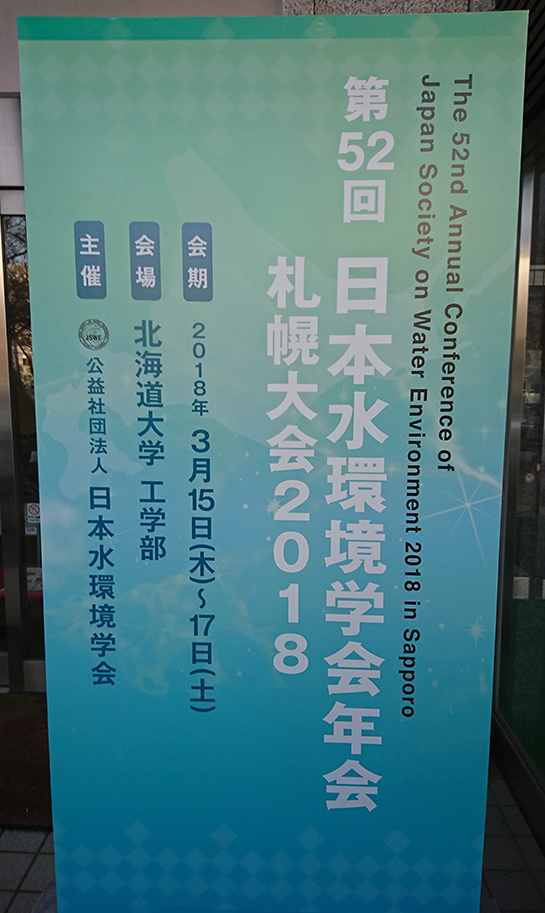 The 52nd Annual Conference of
Japan Society on Water Environment 2018 in Sapporo
第52回 日本水環境学会年会
札幌大会2018
会期 2018年 3月15日(木)~17日(土)
会場 北海道大学 工学部
主催 JSWE 公益社団法人 日本水環境学会